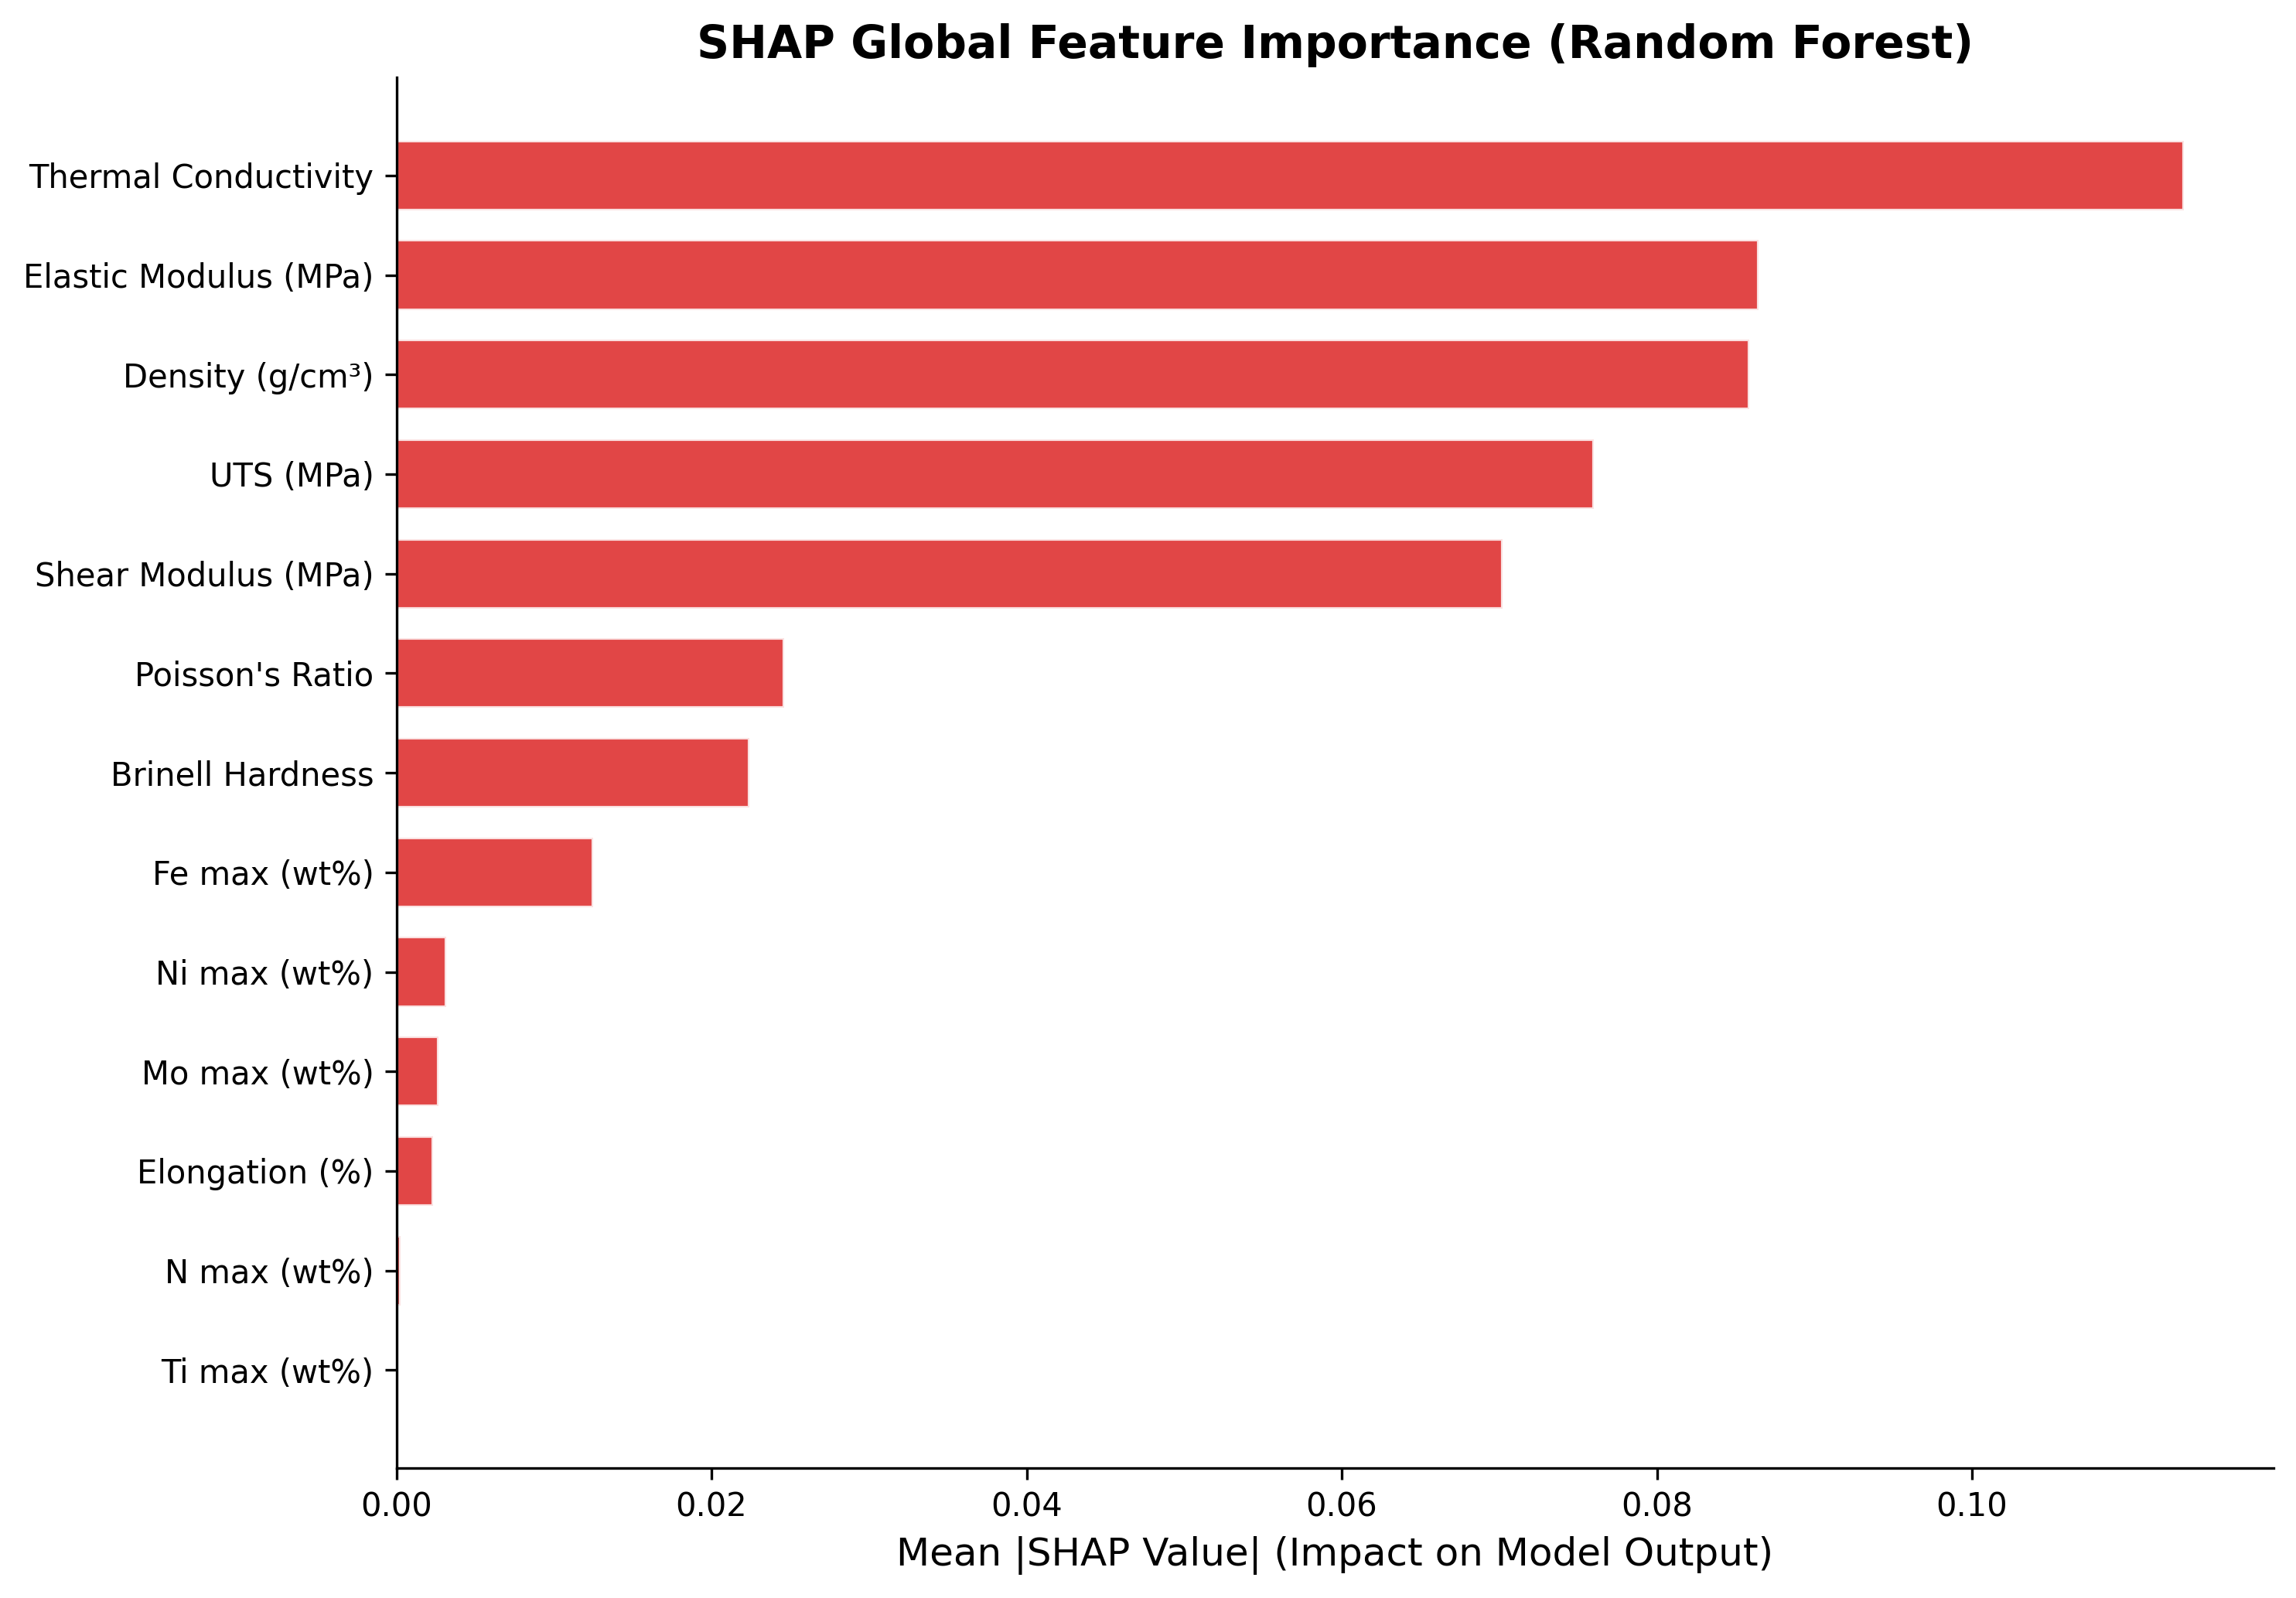 SHAP Global Feature Importance (Random Forest)
Thermal Conductivity
Elastic Modulus (MPa)
Density (g/cm³)
UTS (MPa)
Shear Modulus (MPa)
Poisson's Ratio
Brinell Hardness
Fe max (wt%)
Ni max (wt%)
Mo max (wt%)
Elongation (%)
N max (wt%)
Ti max (wt%)
0.00 0.02 0.04 0.06 0.08 0.10
Mean |SHAP Value| (Impact on Model Output)